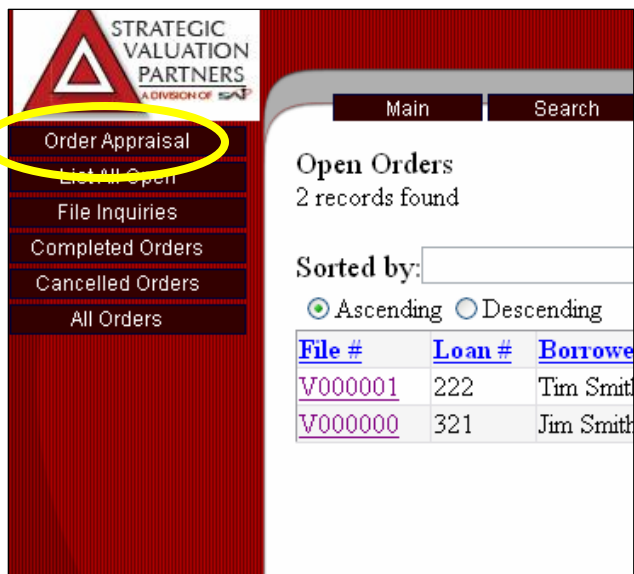 STRATEGIC
VALUATION
PARTNERS
A DIVISION OF SAP
Main
Search
Order Appraisal
List All Open
File Inquiries
Completed Orders
Cancelled Orders
All Orders
Open Orders
2 records found
Sorted by:
Ascending Descending
File # Loan # Borrowe
V000001 222 Tim Smith
V000000 321 Jim Smith